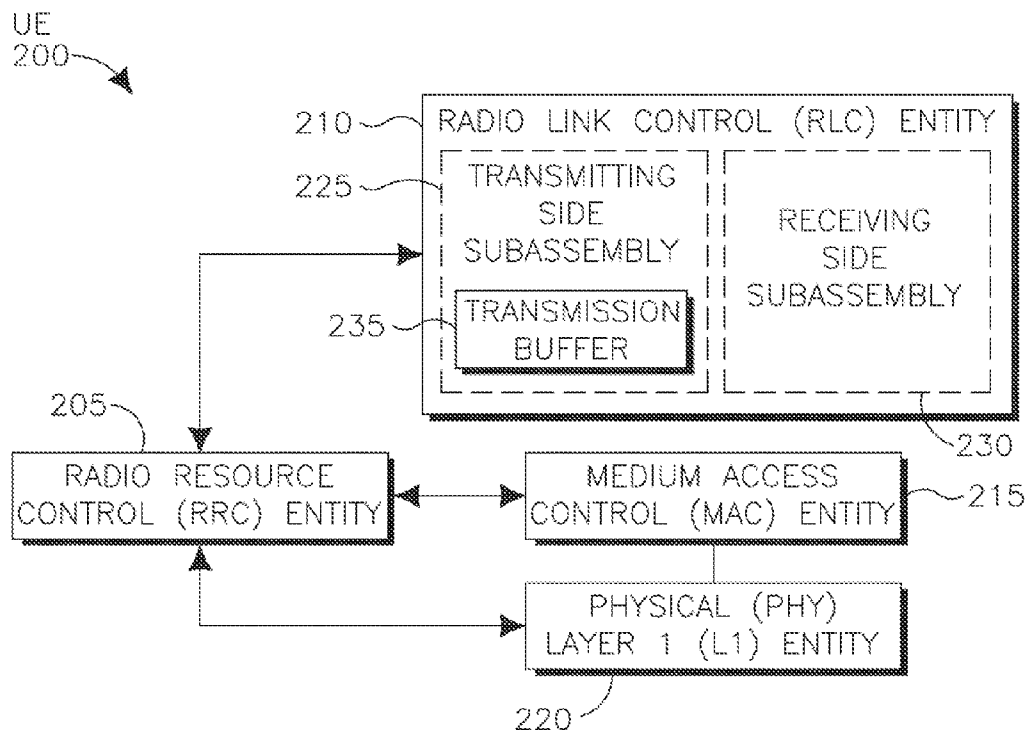 UE
200
210
RADIO LINK CONTROL (RLC) ENTITY
225
TRANSMITTING
SIDE
SUBASSEMBLY
235
TRANSMISSION
BUFFER
RECEIVING
SIDE
SUBASSEMBLY
230
205
RADIO RESOURCE
CONTROL (RRC) ENTITY
MEDIUM ACCESS
CONTROL (MAC) ENTITY
215
PHYSICAL (PHY)
LAYER 1 (L1) ENTITY
220